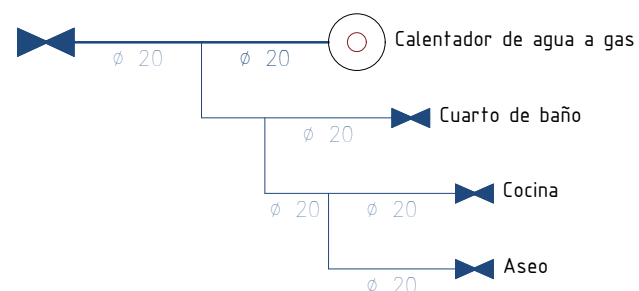 Calentador de agua a gas
ø 20
ø 20
Cuarto de baño
ø 20
Cocina
ø 20
ø 20
Aseo
ø 20